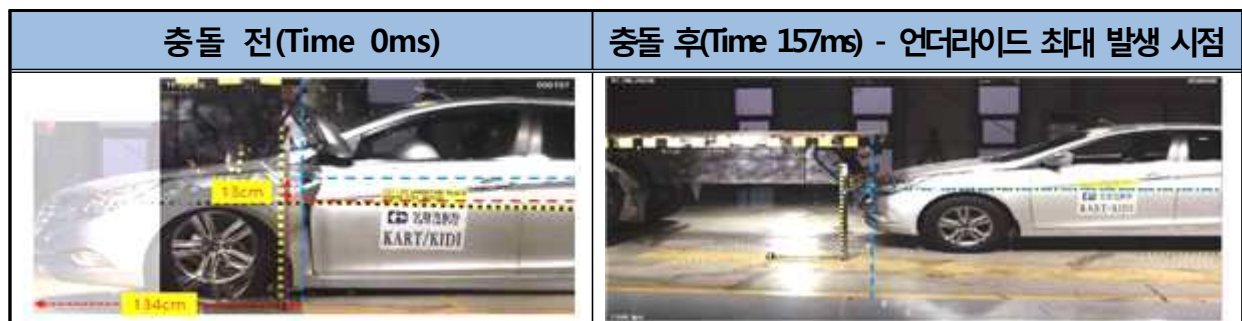 충돌 전(Time 0ms)
충돌 후(Time 157ms) - 언더라이드 최대 발생 시점
13cm
KART/KIDI
134cm
KART/KIDI